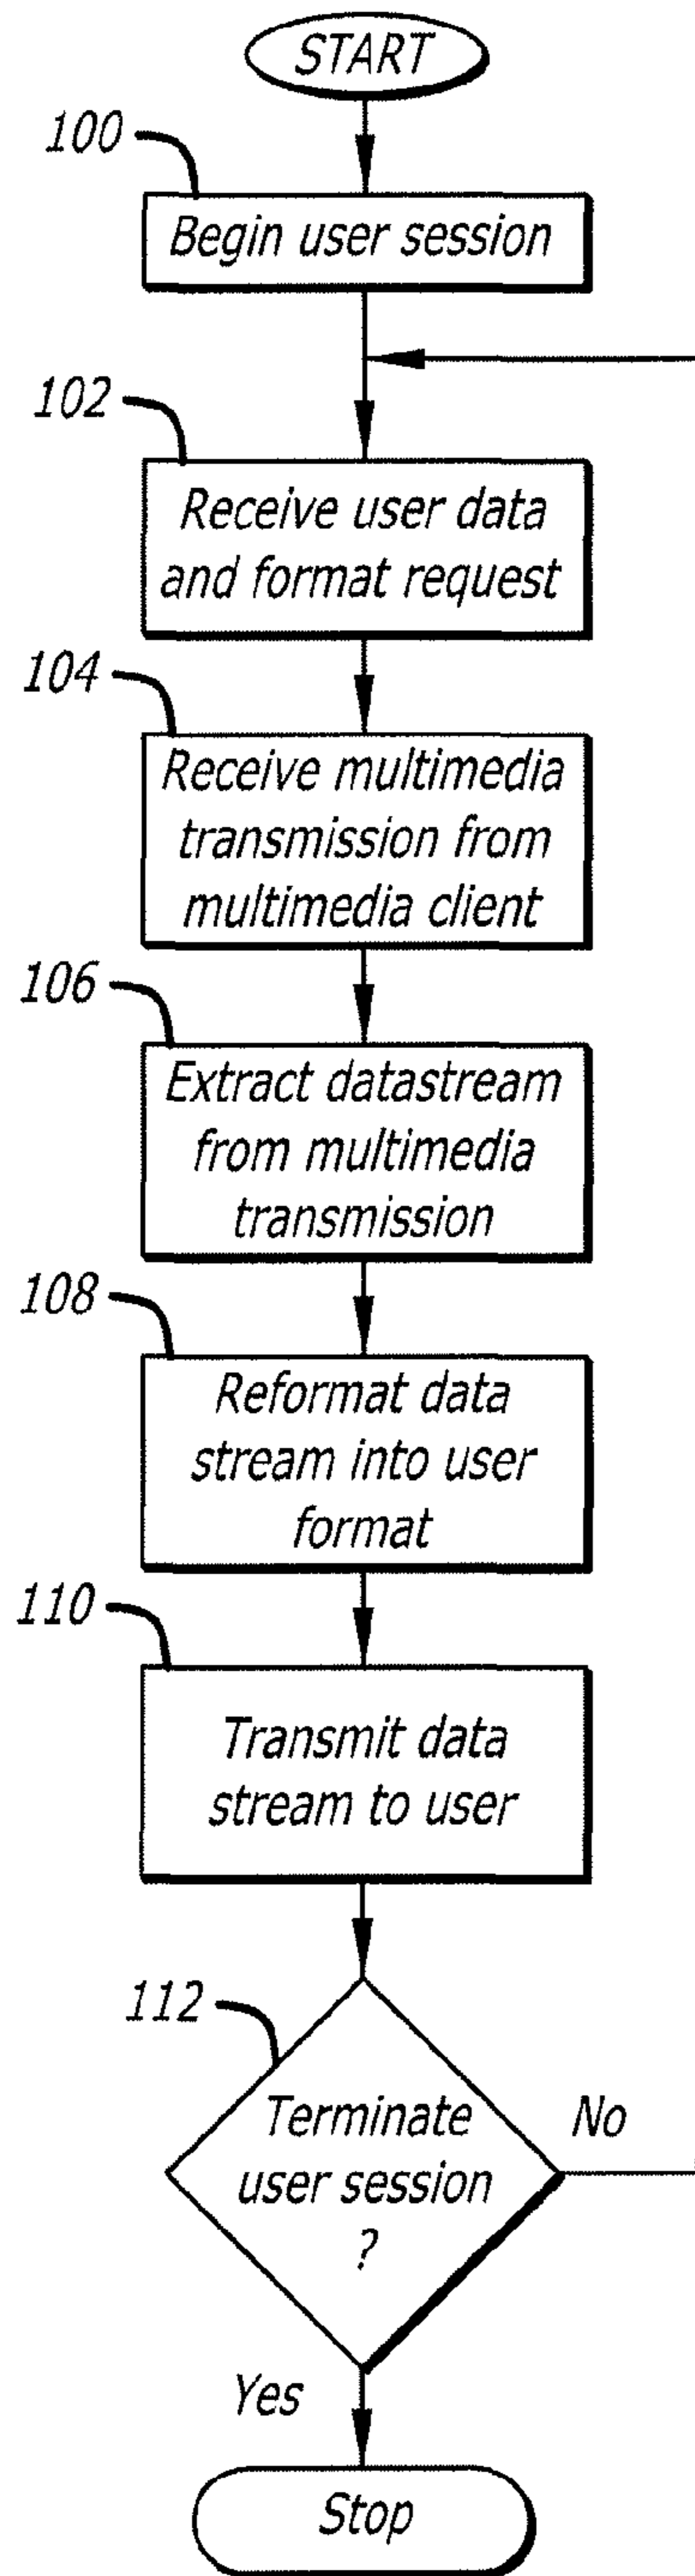 START
100
Begin user session
102
Receive user data
and format request
104
Receive multimedia
transmission from
multimedia client
106
Extract datastream
from multimedia
transmission
108
Reformat data
stream into user
format
110
Transmit data
stream to user
112
Terminate
user session
?
No
Yes
Stop